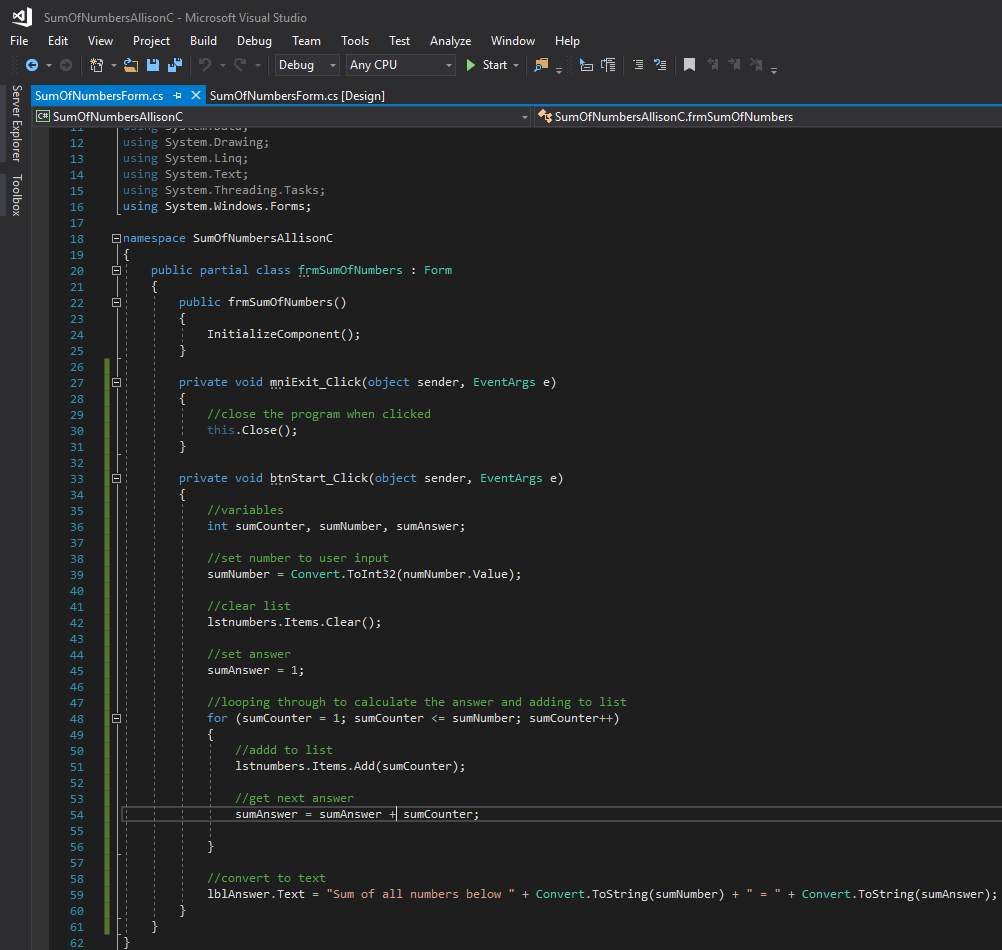 SumOfNumbersAllisonC - Microsoft Visual Studio
File Edit View Project Build Debug Team Tools Test Analyze Window Help
Debug Any CPU Start
SumOfNumbersForm.cs SumOfNumbersForm.cs [Design]
C# SumOfNumbersAllisonC SumOfNumbersAllisonC.frmSumOfNumbers
Server Explorer
Toolbox
11 using System.Data;
12 using System.Drawing;
13 using System.Linq;
14 using System.Text;
15 using System.Threading.Tasks;
16 using System.Windows.Forms;
17
18 namespace SumOfNumbersAllisonC
19 {
20 public partial class frmSumOfNumbers : Form
21 {
22 public frmSumOfNumbers()
23 {
24 InitializeComponent();
25 }
26
27 private void mniExit_Click(object sender, EventArgs e)
28 {
29 //close the program when clicked
30 this.Close();
31 }
32
33 private void btnStart_Click(object sender, EventArgs e)
34 {
35 //variables
36 int sumCounter, sumNumber, sumAnswer;
37
38 //set number to user input
39 sumNumber = Convert.ToInt32(numNumber.Value);
40
41 //clear list
42 lstnumbers.Items.Clear();
43
44 //set answer
45 sumAnswer = 1;
46
47 //looping through to calculate the answer and adding to list
48 for (sumCounter = 1; sumCounter <= sumNumber; sumCounter++)
49 {
50 //addd to list
51 lstnumbers.Items.Add(sumCounter);
52
53 //get next answer
54 sumAnswer = sumAnswer + sumCounter;
55
56 }
57
58 //convert to text
59 lblAnswer.Text = "Sum of all numbers below " + Convert.ToString(sumNumber) + " = " + Convert.ToString(sumAnswer);
60 }
61 }
62 }